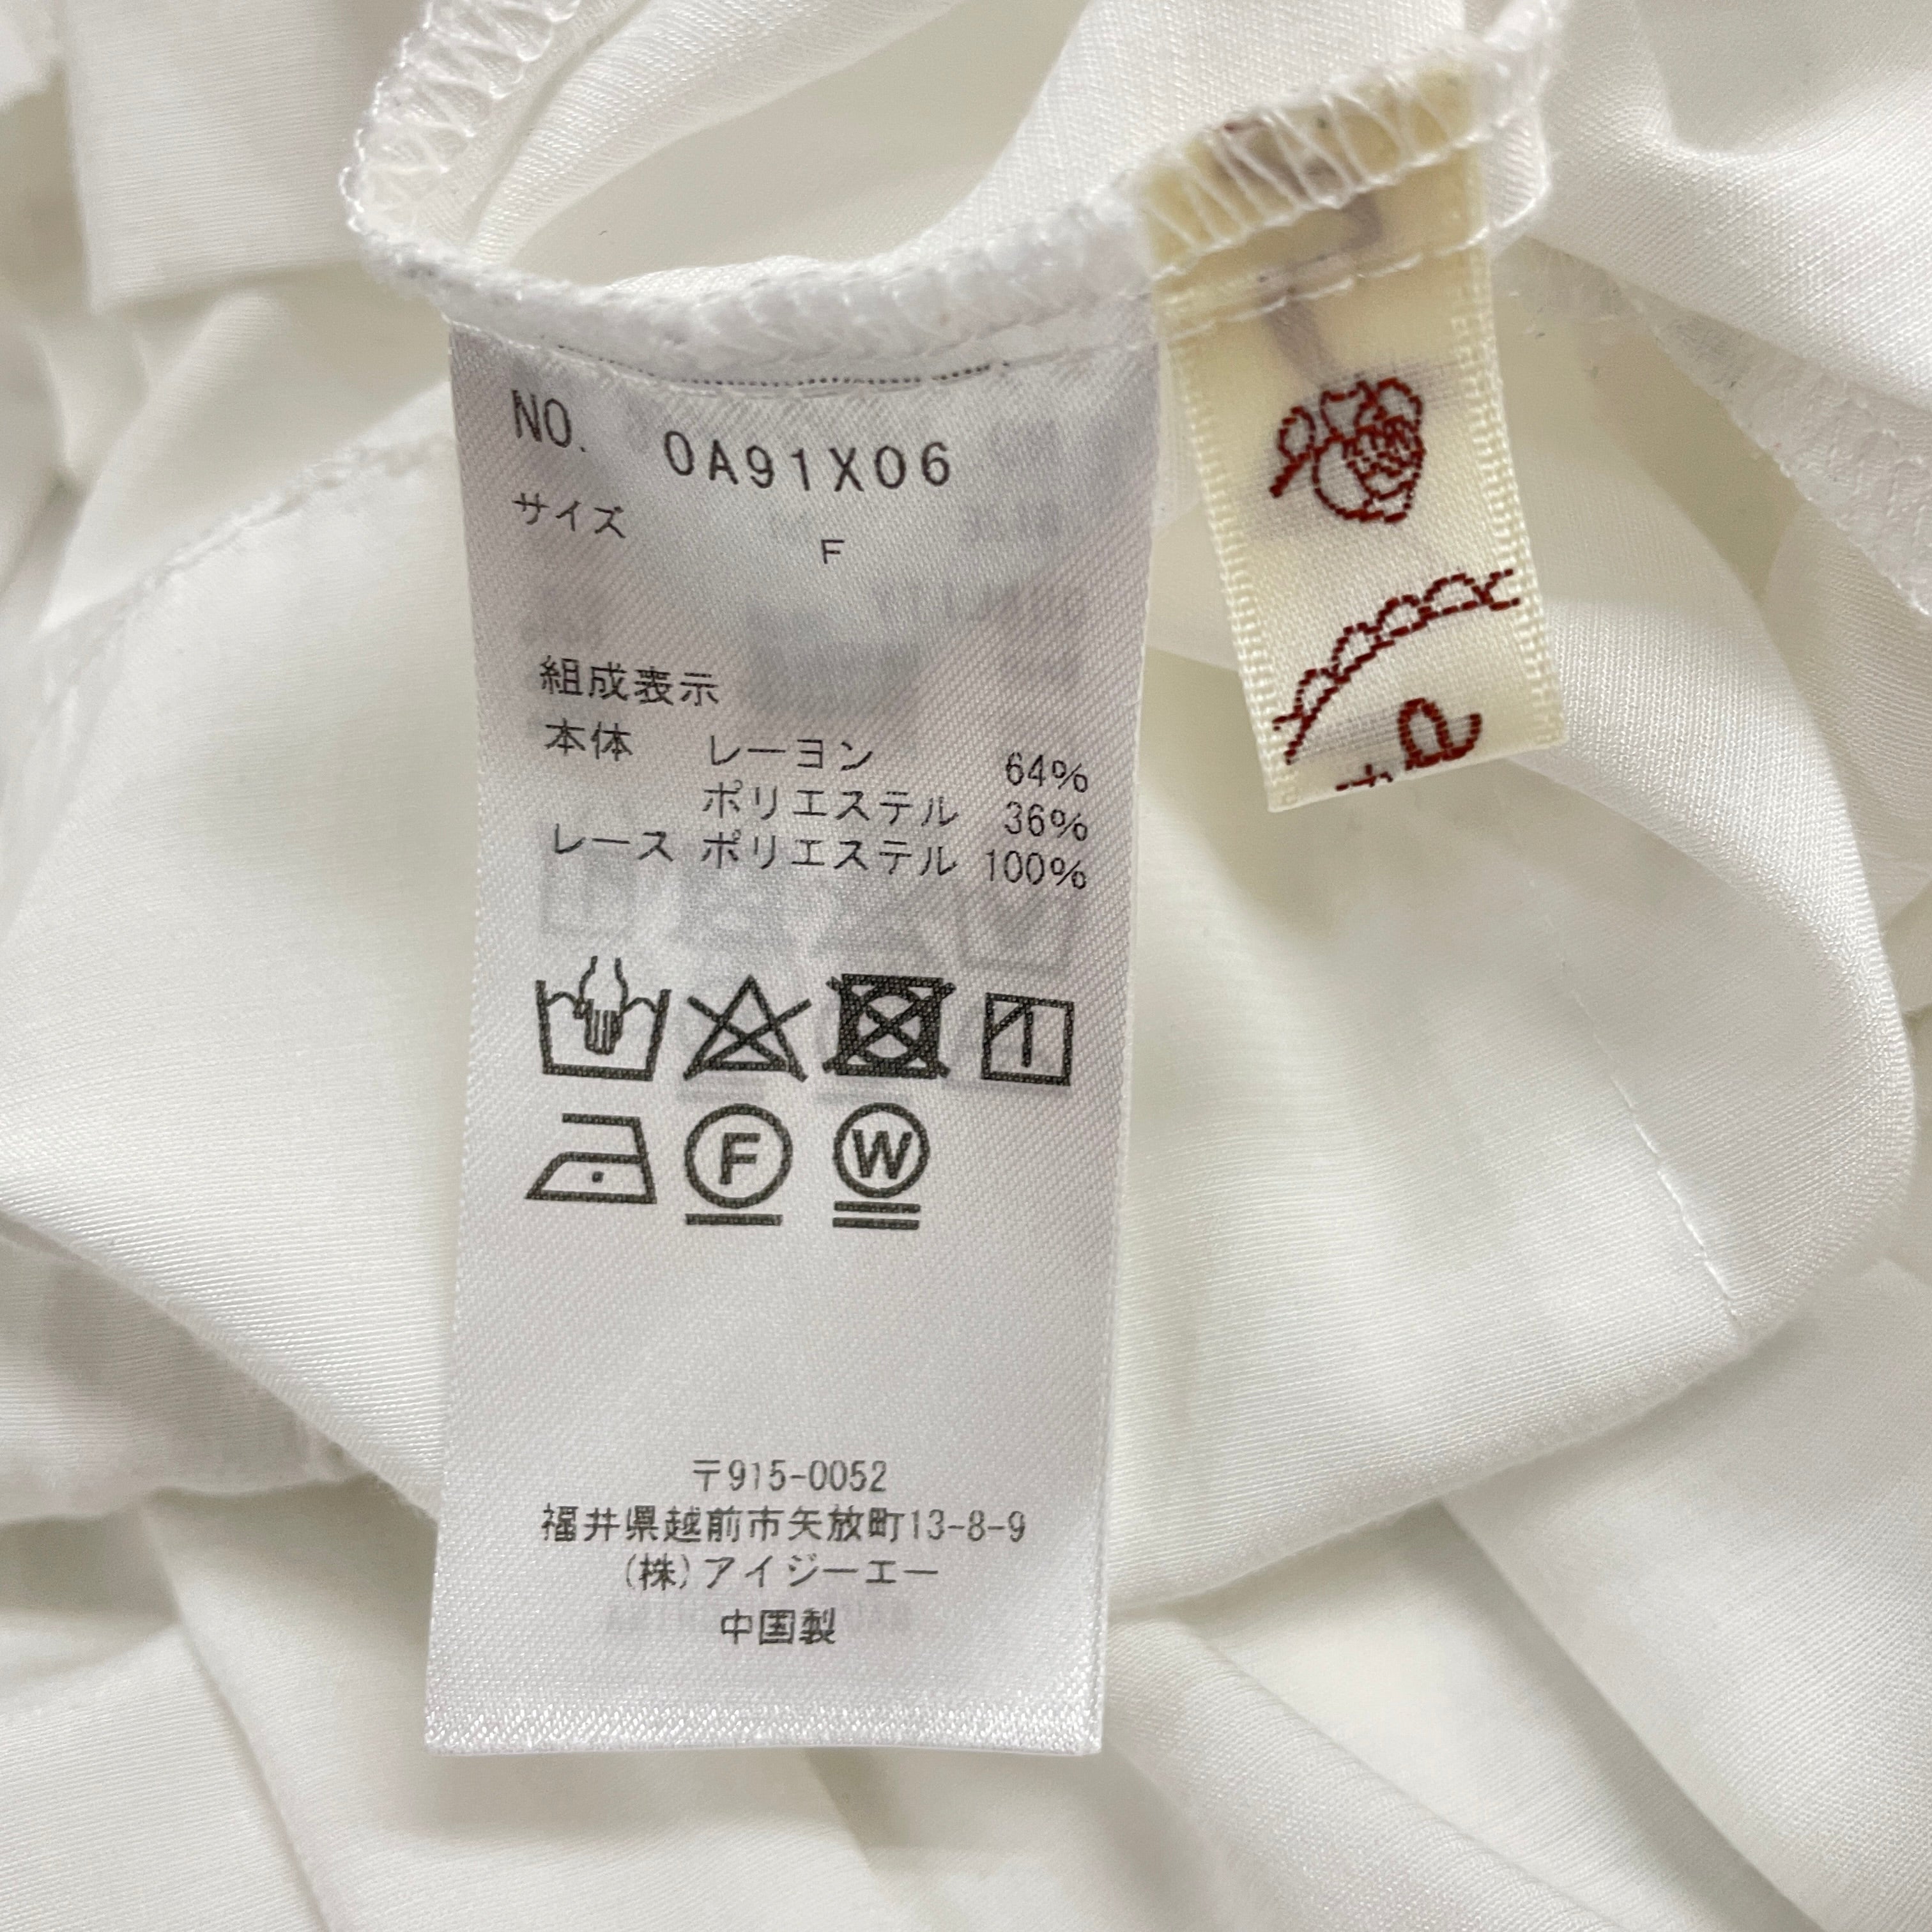 NO. 0A91X06
サイズ F
組成表示
本体 レーヨン 64%
ポリエステル 36%
レース ポリエステル 100%
F
W
〒915-0052
福井県越前市矢放町13-8-9
(株)アイジーエー
中国製